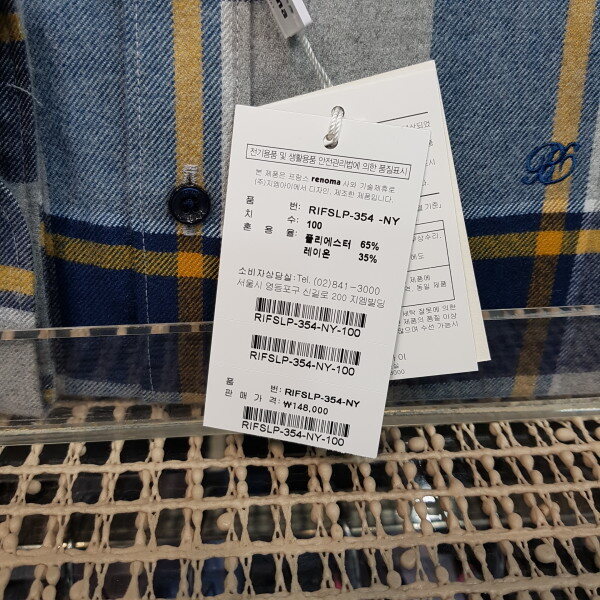 전기용품 및 생활용품 안전관리법에 의한 품질표시
본 제품은 프랑스 renoma 사와 기술제휴로
(주)지엠아이에서 디자인, 제조한 제품입니다.
품 번: RIFSLP-354 -NY
치 수: 100
혼 용 율: 폴리에스터 65%
레이온 35%
소비자상담실:Tel. (02)841-3000
서울시 영등포구 신길로 200 지엠빌딩
RIFSLP-354-NY-100
RIFSLP-354-NY-100
품 번: RIFSLP-354-NY
판 매 가 격: ₩148,000
RIFSLP-354-NY-100